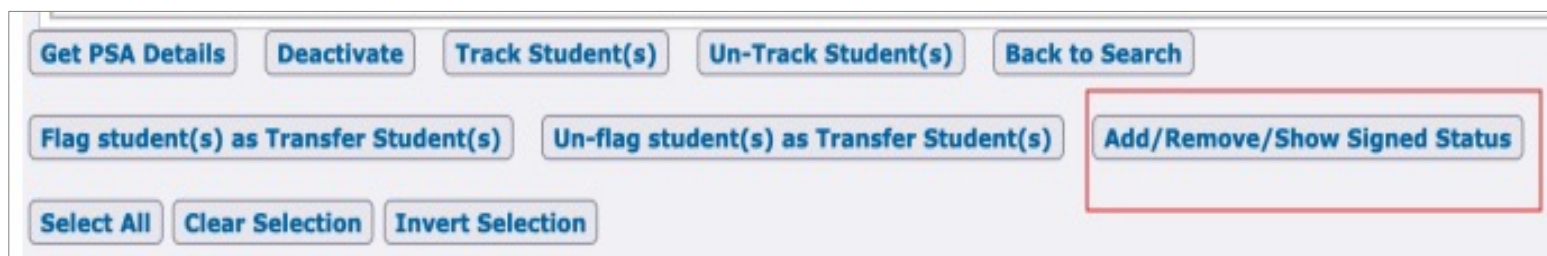 Get PSA Details Deactivate Track Student(s) Un-Track Student(s) Back to Search
Flag student(s) as Transfer Student(s) Un-flag student(s) as Transfer Student(s) Add/Remove/Show Signed Status
Select All Clear Selection Invert Selection